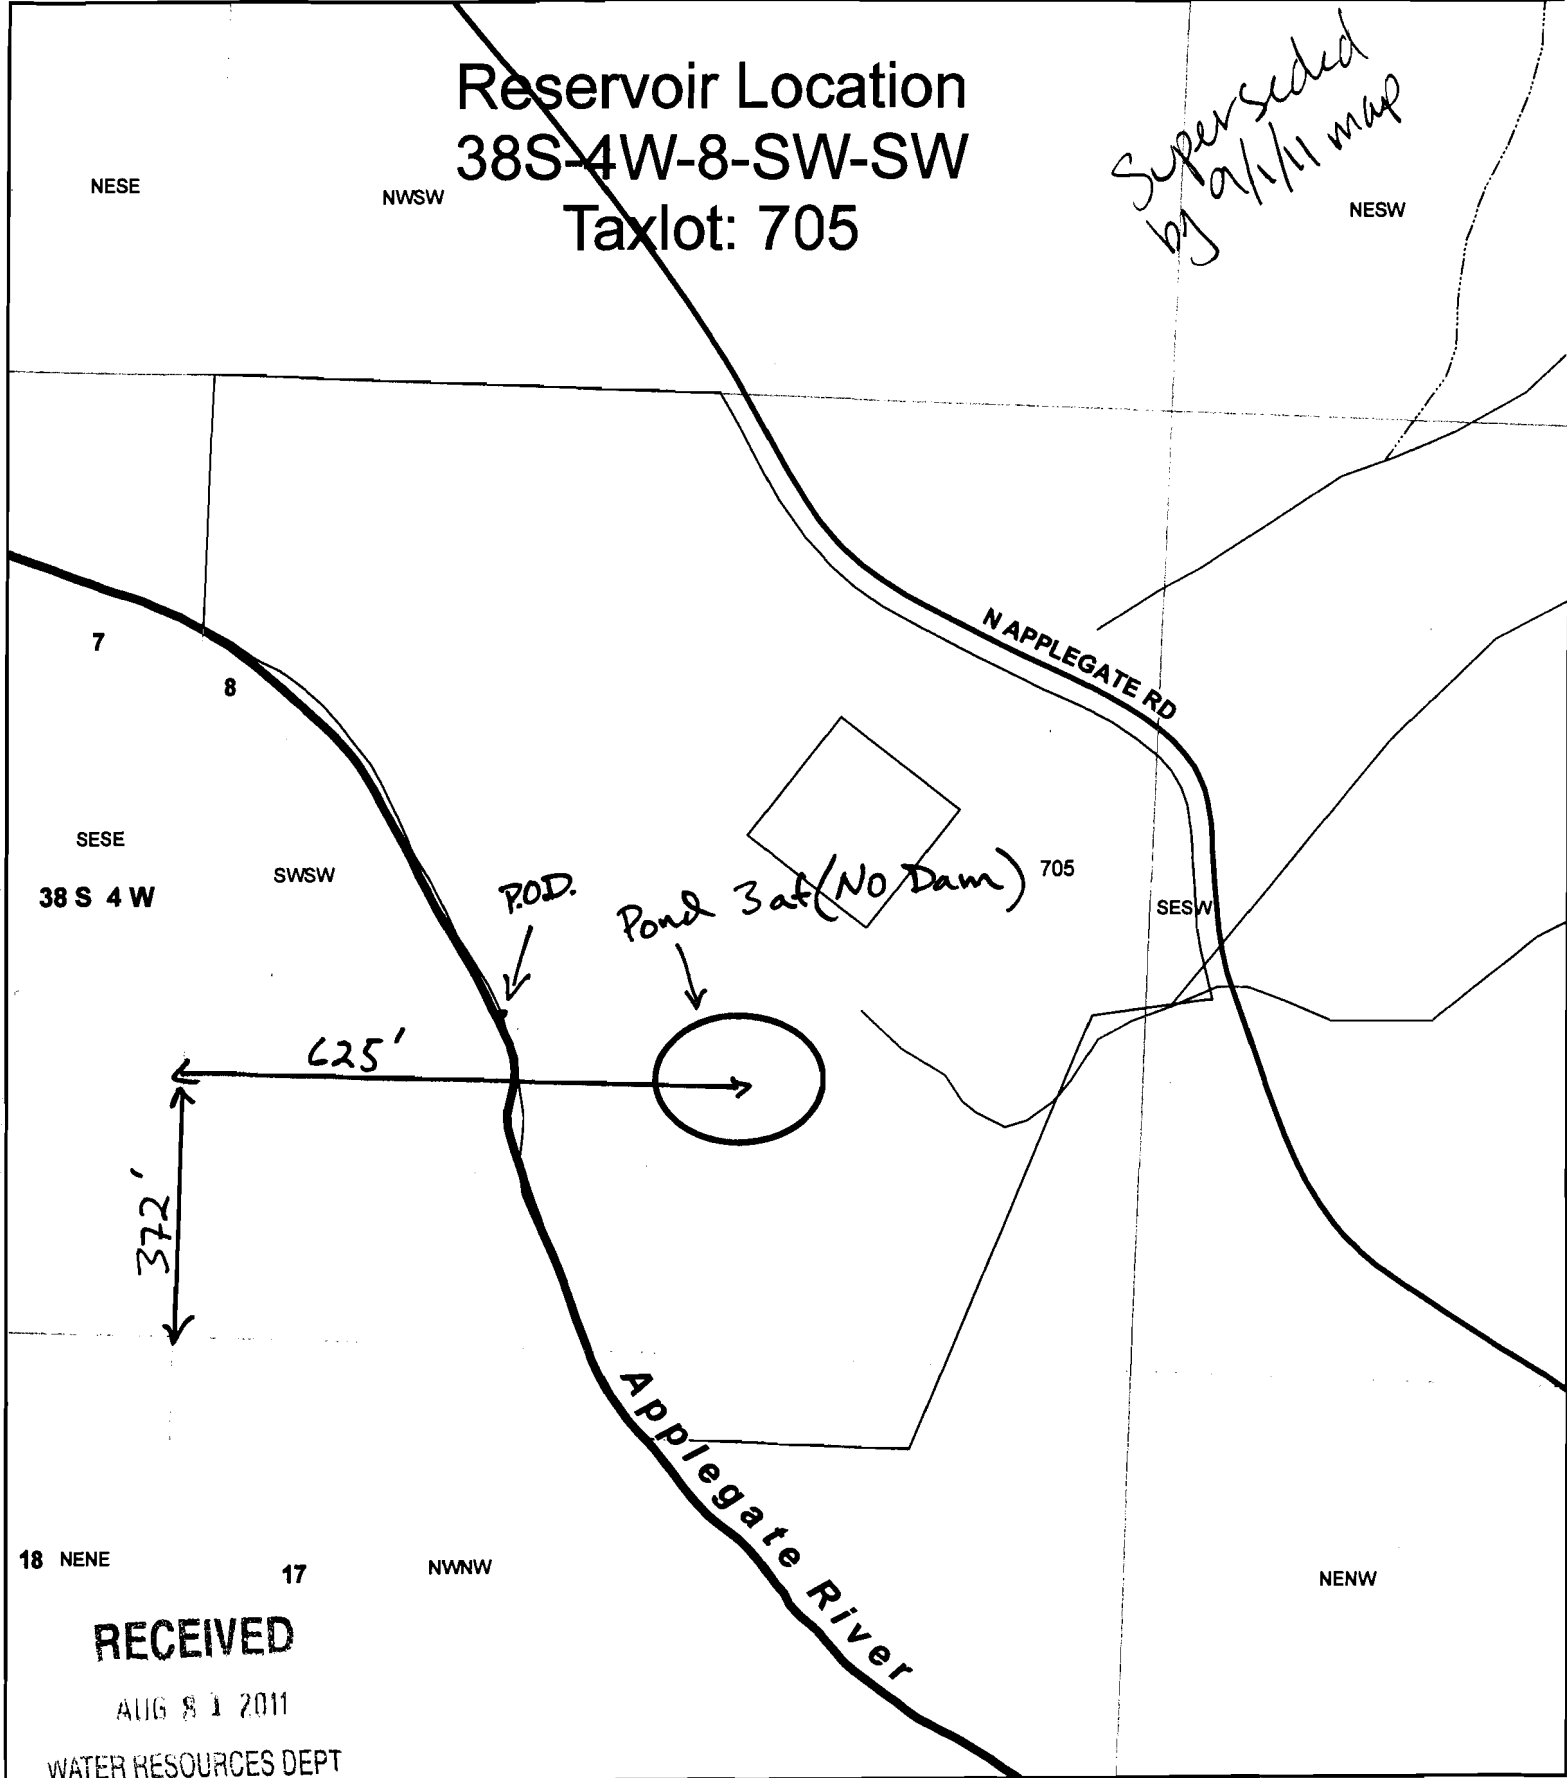 Reservoir Location
38S-4W-8-SW-SW
Taxlot: 705
Superseded
by 9/1/11 map
NESE
NWSW
NESW
N APPLEGATE RD
7
8
SESE
SWSW
38 S 4 W
P.O.D.
Pond 3 af (No Dam)
705
SESW
625'
372'
Applegate River
18 NENE
17
NWNW
NENW
RECEIVED
AUG 31 2011
WATER RESOURCES DEPT